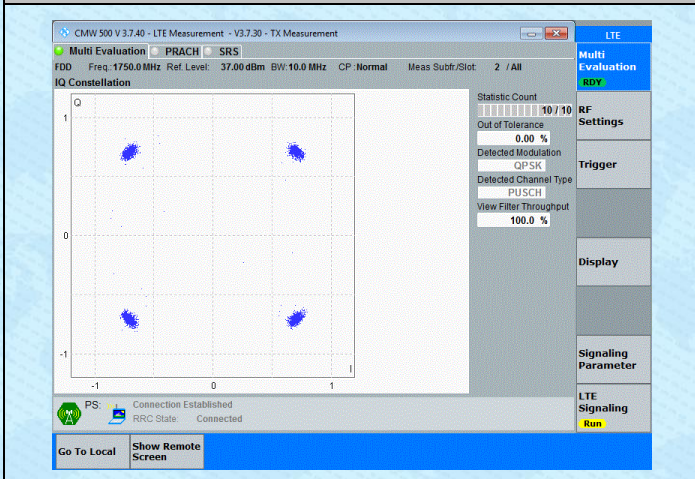 CMW 500 V 3.7.40 - LTE Measurement - V3.7.30 - TX Measurement
LTE
Multi Evaluation PRACH SRS
Multi
Evaluation
RDY
FDD Freq.:1750.0 MHz Ref. Level: 37.00 dBm BW:10.0 MHz CP :Normal Meas Subfr./Slot: 2 / All
IQ Constellation
Q
1
0
-1
-1 0 1
I
Statistic Count
10 / 10
Out of Tolerance
0.00 %
Detected Modulation
QPSK
Detected Channel Type
PUSCH
View Filter Throughput
100.0 %
RF
Settings
Trigger
Display
Signaling
Parameter
LTE
Signaling
Run
PS: Connection Established
RRC State: Connected
Go To Local
Show Remote
Screen